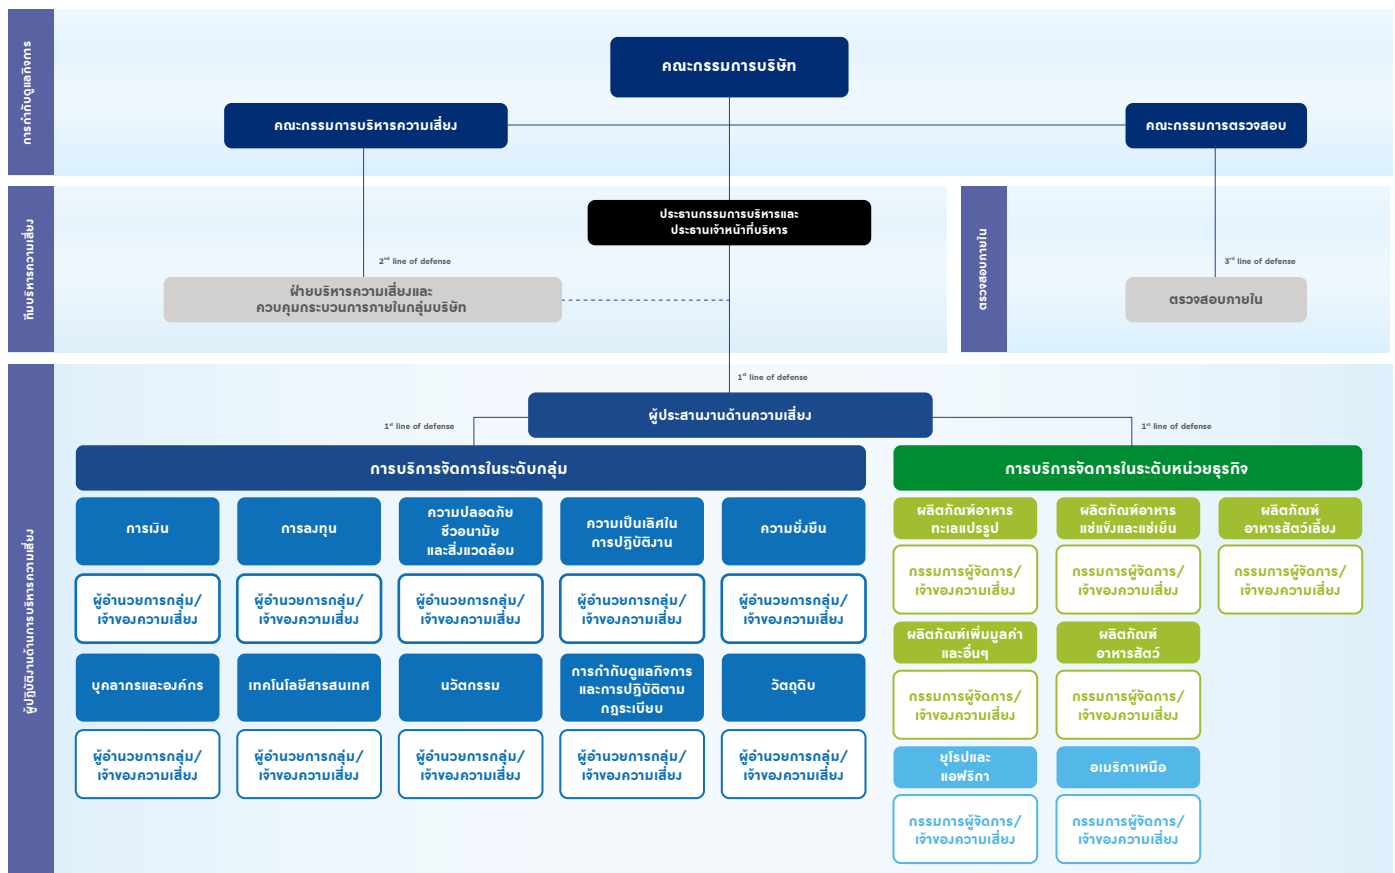 การกำกับดูแลกิจการ
คณะกรรมการบริษัท
คณะกรรมการบริหารความเสี่ยง
คณะกรรมการตรวจสอบ
ทีมบริหารความเสี่ยง
ประธานกรรมการบริหารและ
ประธานเจ้าหน้าที่บริหาร
2nd line of defense
ฝ่ายบริหารความเสี่ยงและ
ควบคุมกระบวนการภายในกลุ่มบริษัท
ตรวจสอบภายใน
3rd line of defense
ตรวจสอบภายใน
ผู้ปฏิบัติงานด้านการบริหารความเสี่ยง
1st line of defense
ผู้ประสานงานด้านความเสี่ยง
1st line of defense
1st line of defense
การบริการจัดการในระดับกลุ่ม
การเงิน
การลงทุน
ความปลอดภัย
ชีวอนามัย
และสิ่งแวดล้อม
ความเป็นเลิศใน
การปฏิบัติงาน
ความยั่งยืน
ผู้อำนวยการกลุ่ม/
เจ้าของความเสี่ยง
ผู้อำนวยการกลุ่ม/
เจ้าของความเสี่ยง
ผู้อำนวยการกลุ่ม/
เจ้าของความเสี่ยง
ผู้อำนวยการกลุ่ม/
เจ้าของความเสี่ยง
ผู้อำนวยการกลุ่ม/
เจ้าของความเสี่ยง
บุคลากรและองค์กร
เทคโนโลยีสารสนเทศ
นวัตกรรม
การกำกับดูแลกิจการ
และการปฏิบัติตาม
กฎระเบียบ
วัตถุดิบ
ผู้อำนวยการกลุ่ม/
เจ้าของความเสี่ยง
ผู้อำนวยการกลุ่ม/
เจ้าของความเสี่ยง
ผู้อำนวยการกลุ่ม/
เจ้าของความเสี่ยง
ผู้อำนวยการกลุ่ม/
เจ้าของความเสี่ยง
ผู้อำนวยการกลุ่ม/
เจ้าของความเสี่ยง
การบริการจัดการในระดับหน่วยธุรกิจ
ผลิตภัณฑ์อาหาร
ทะเลแปรรูป
ผลิตภัณฑ์อาหาร
แช่แข็งและแช่เย็น
ผลิตภัณฑ์
อาหารสัตว์เลี้ยง
กรรมการผู้จัดการ/
เจ้าของความเสี่ยง
กรรมการผู้จัดการ/
เจ้าของความเสี่ยง
กรรมการผู้จัดการ/
เจ้าของความเสี่ยง
ผลิตภัณฑ์เพิ่มมูลค่า
และอื่นๆ
ผลิตภัณฑ์
อาหารสัตว์
กรรมการผู้จัดการ/
เจ้าของความเสี่ยง
กรรมการผู้จัดการ/
เจ้าของความเสี่ยง
ยุโรปและ
แอฟริกา
อเมริกาเหนือ
กรรมการผู้จัดการ/
เจ้าของความเสี่ยง
กรรมการผู้จัดการ/
เจ้าของความเสี่ยง